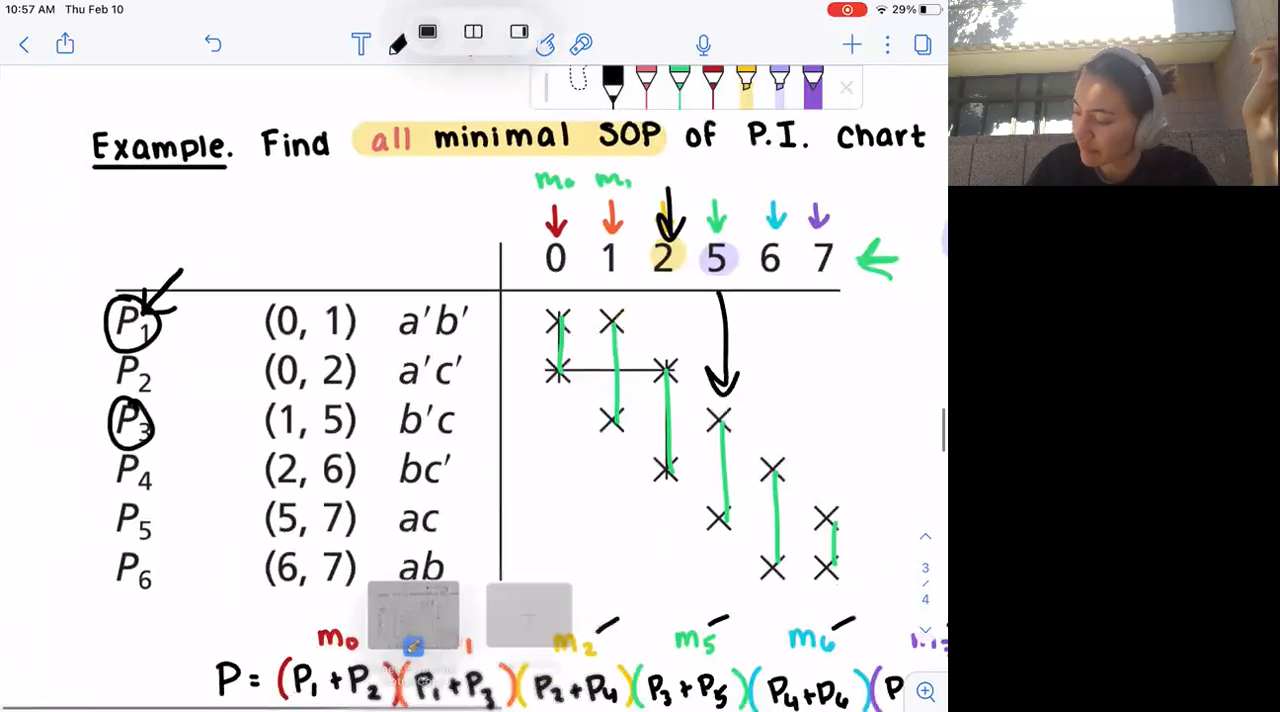 10:57 AM Thu Feb 10
29%
Example. Find all minimal SOP of P.I. chart
m₀ m₁
0 1 2 5 6 7
P₁ (0, 1) a'b'
P₂ (0, 2) a'c'
P₃ (1, 5) b'c
P₄ (2, 6) bc'
P₅ (5, 7) ac
P₆ (6, 7) ab
m₀ 1 m₂ m₅ m₆
P = (P₁ + P₂)(P₁ + P₃)(P₂ + P₄)(P₃ + P₅)(P₄ + P₆)(P
3
/
4